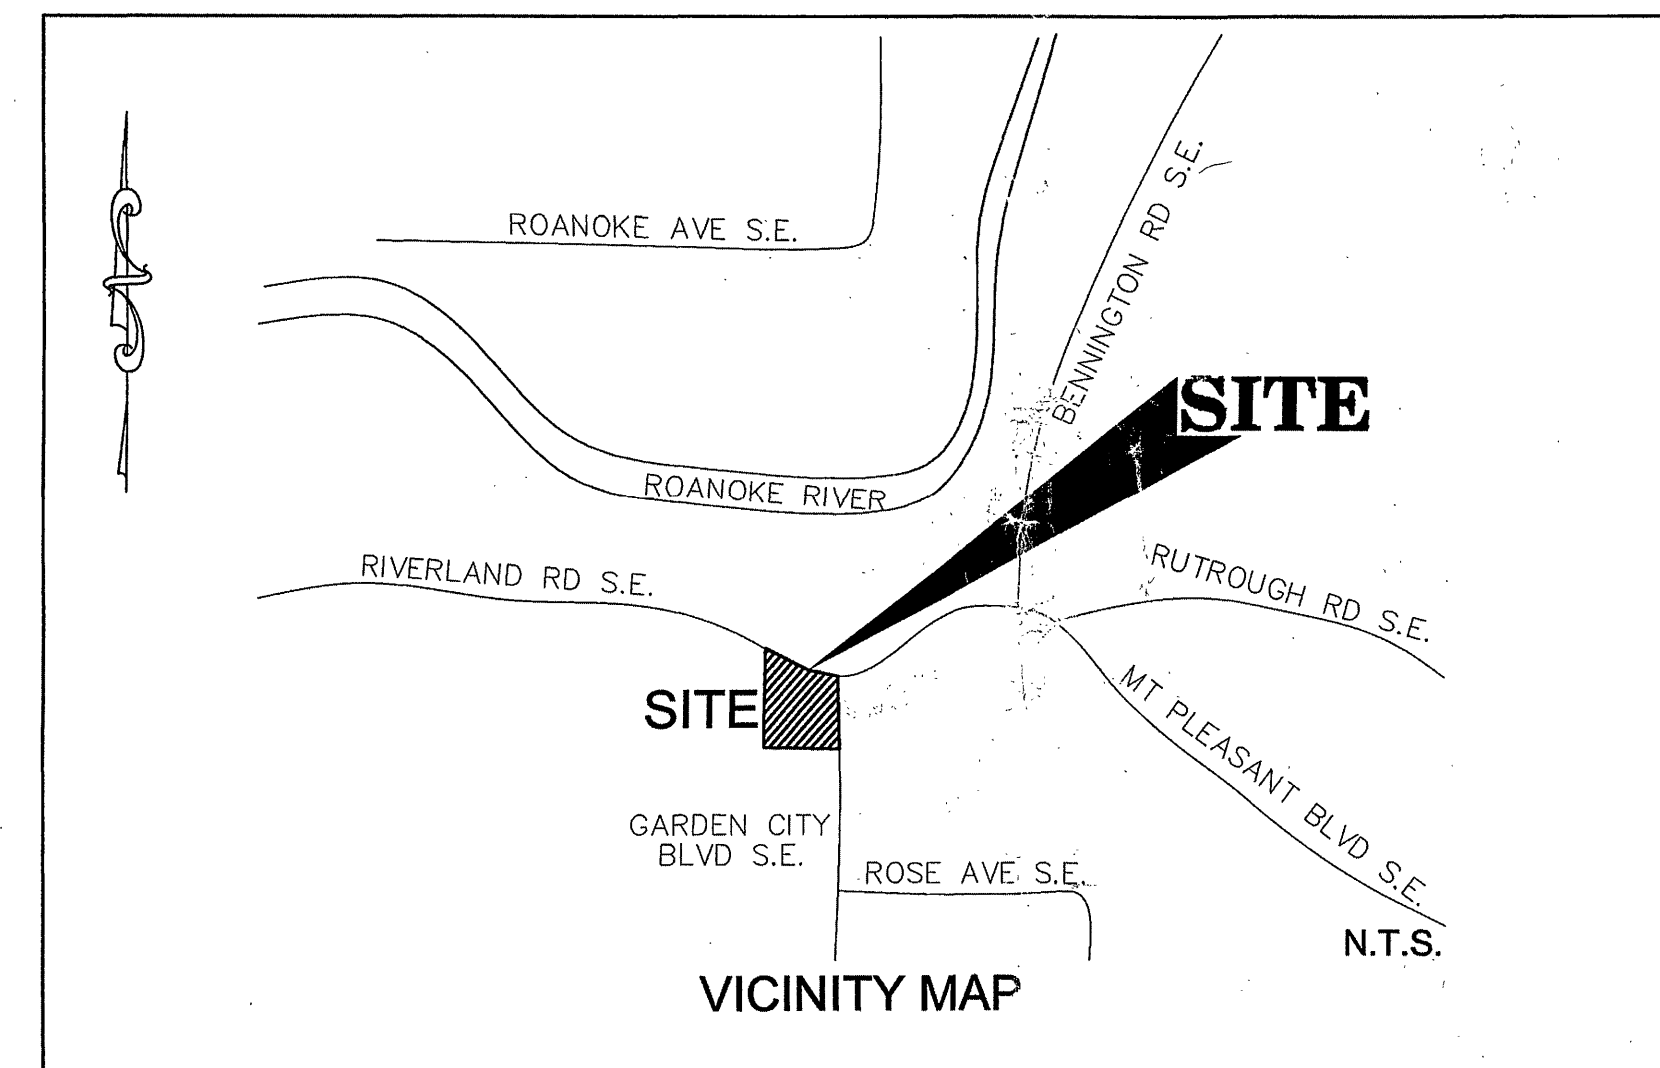 ROANOKE AVE S.E.
BENNINGTON RD S.E.
SITE
ROANOKE RIVER
RIVERLAND RD S.E.
RUTROUGH RD S.E.
SITE
MT PLEASANT BLVD S.E.
GARDEN CITY
BLVD S.E.
ROSE AVE S.E.
N.T.S.
VICINITY MAP